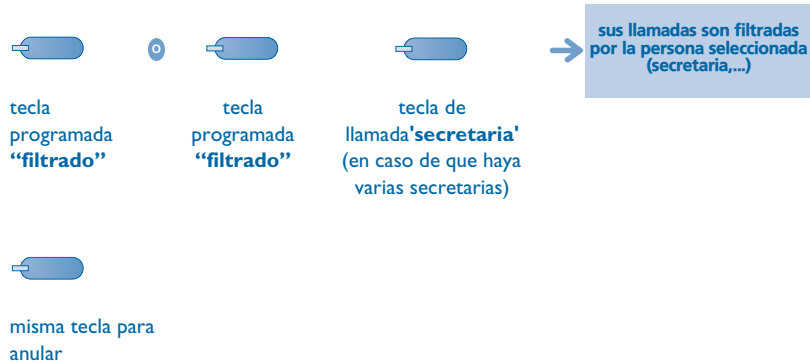 O
sus llamadas son filtradas
por la persona seleccionada
(secretaria,...)
tecla
programada
“filtrado”
tecla
programada
“filtrado”
tecla de
llamada'secretaria'
(en caso de que haya
varias secretarias)
misma tecla para
anular